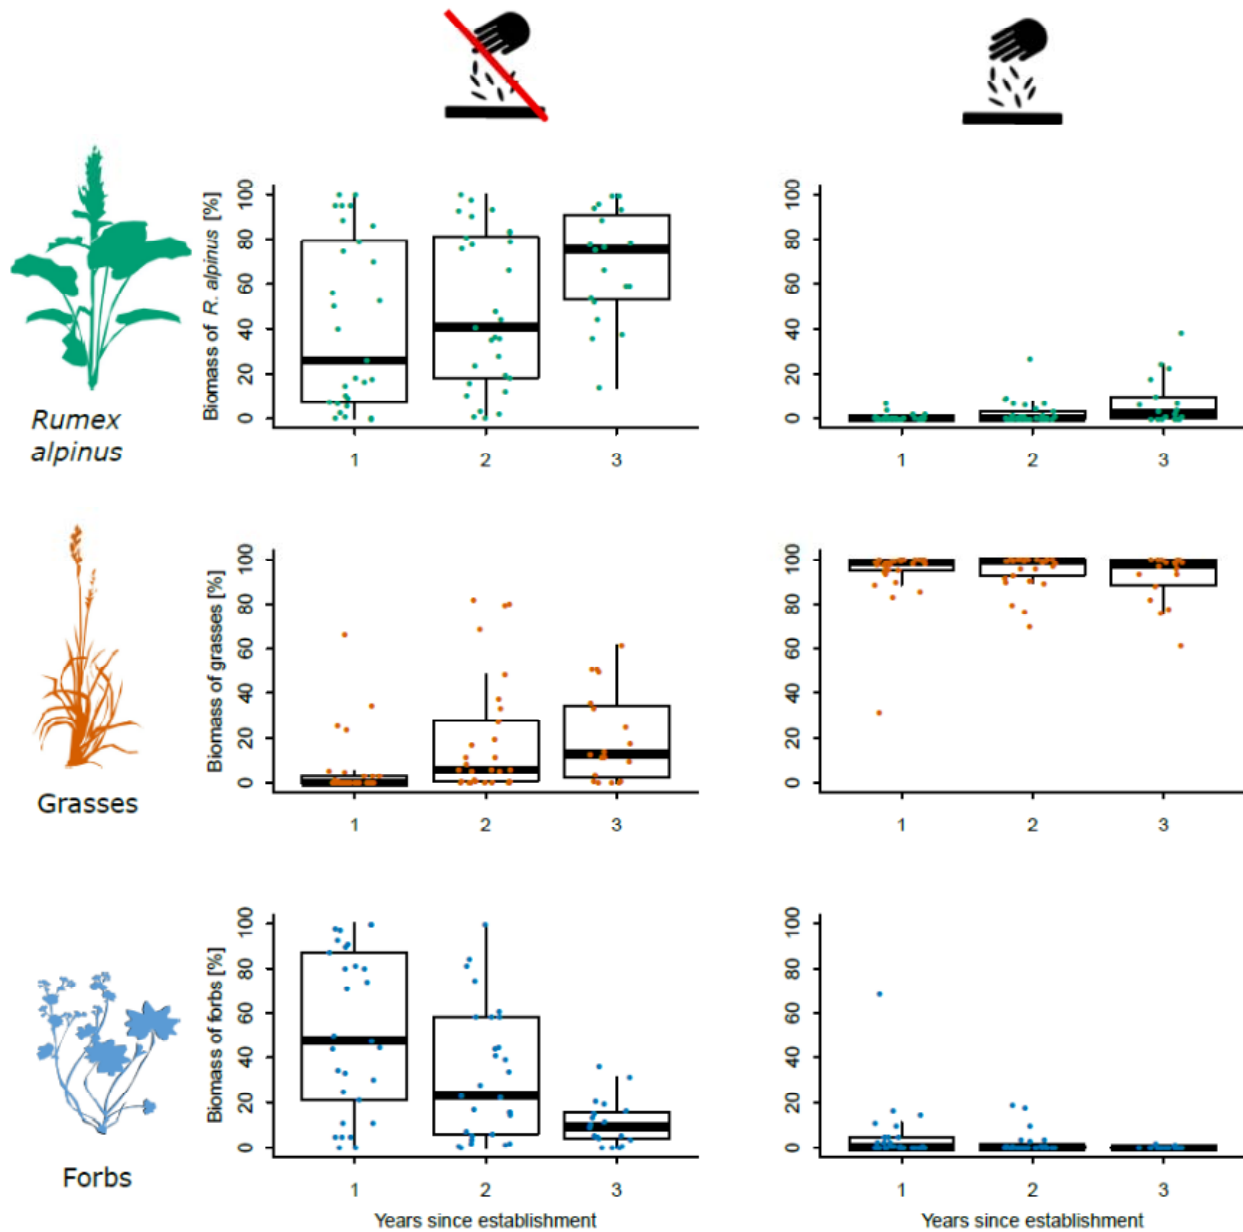 Biomass of R. alpinus [%]
100
80
60
40
20
0
1 2 3
100
80
60
40
20
0
1 2 3
Rumex
alpinus
Biomass of grasses [%]
100
80
60
40
20
0
1 2 3
100
80
60
40
20
0
1 2 3
Grasses
Biomass of forbs [%]
100
80
60
40
20
0
1 2 3
100
80
60
40
20
0
1 2 3
Forbs
Years since establishment
Years since establishment